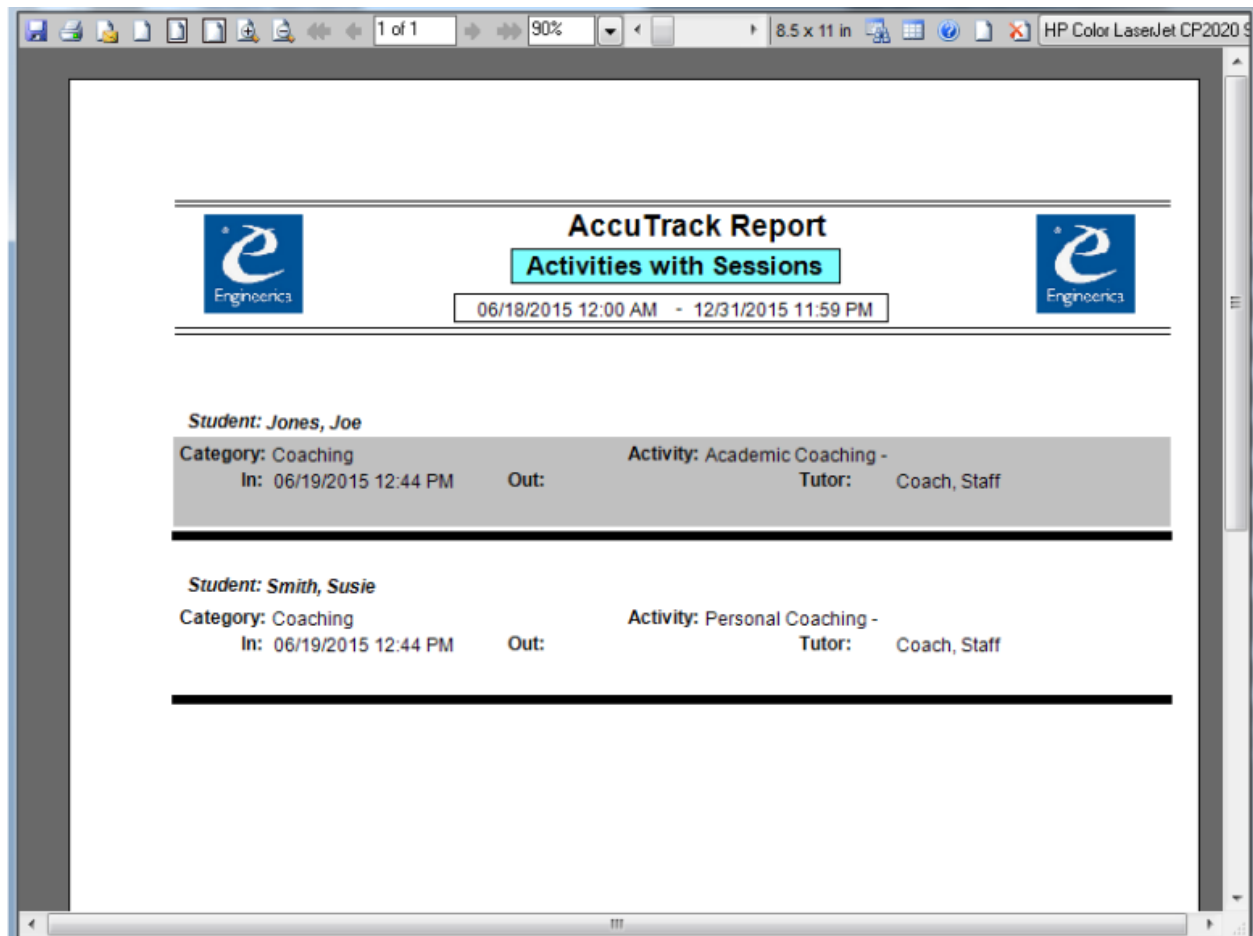 1 of 1 90% 8.5 x 11 in HP Color LaserJet CP2020 S
AccuTrack Report
Activities with Sessions
Engineerica Engineerica
06/18/2015 12:00 AM - 12/31/2015 11:59 PM
Student: Jones, Joe
Category: Coaching Activity: Academic Coaching -
In: 06/19/2015 12:44 PM Out: Tutor: Coach, Staff
Student: Smith, Susie
Category: Coaching Activity: Personal Coaching -
In: 06/19/2015 12:44 PM Out: Tutor: Coach, Staff